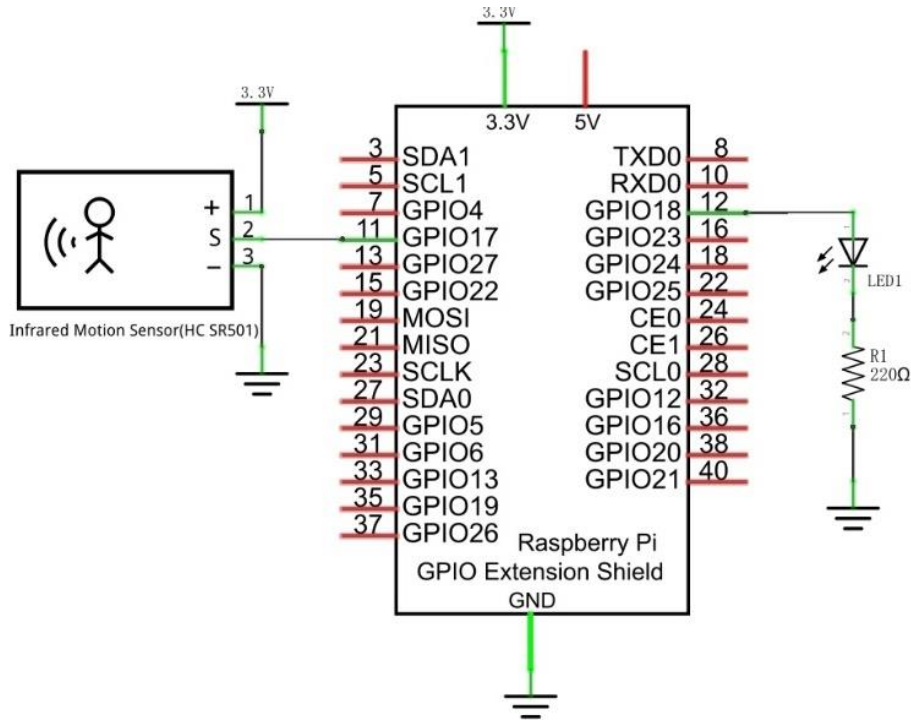 3.3V
3.3V
3.3V 5V
3 SDA1 TXD0 8
5 SCL1 RXD0 10
7 GPIO4 GPIO18 12
11 GPIO17 GPIO23 16
13 GPIO27 GPIO24 18
15 GPIO22 GPIO25 22
19 MOSI CE0 24
21 MISO CE1 26
23 SCLK SCL0 28
27 SDA0 GPIO12 32
29 GPIO5 GPIO16 36
31 GPIO6 GPIO20 38
33 GPIO13 GPIO21 40
35 GPIO19
37 GPIO26
+ 1
S 2
− 3
Infrared Motion Sensor(HC SR501)
1
LED1
2
2
R1
220Ω
1
Raspberry Pi
GPIO Extension Shield
GND